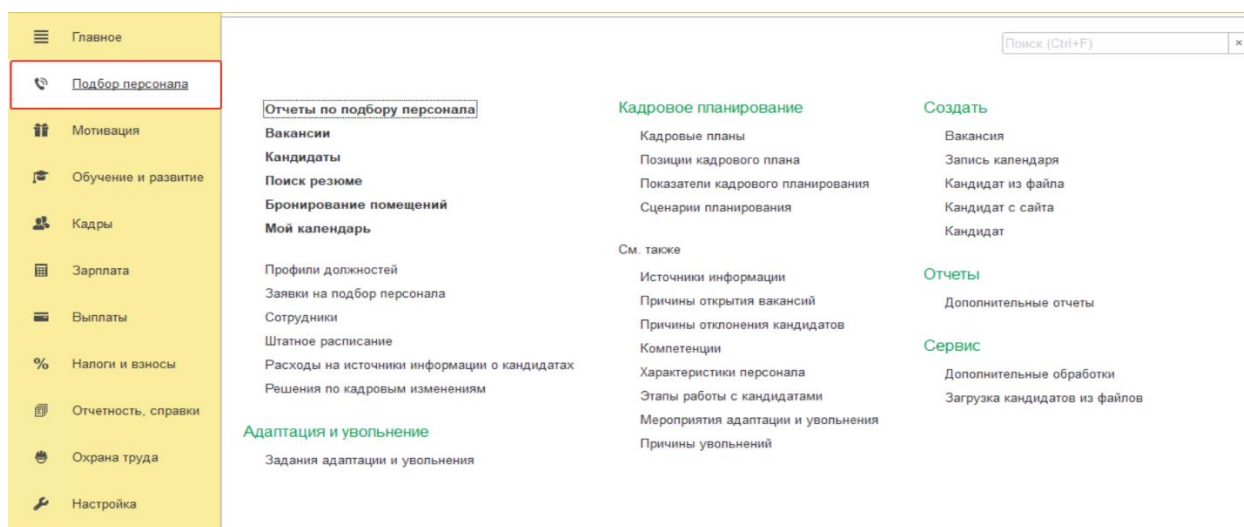 Главное
Подбор персонала
Мотивация
Обучение и развитие
Кадры
Зарплата
Выплаты
Налоги и взносы
Отчетность, справки
Охрана труда
Настройка
Поиск (Ctrl+F)
×
Отчеты по подбору персонала
Вакансии
Кандидаты
Поиск резюме
Бронирование помещений
Мой календарь
Профили должностей
Заявки на подбор персонала
Сотрудники
Штатное расписание
Расходы на источники информации о кандидатах
Решения по кадровым изменениям
Адаптация и увольнение
Задания адаптации и увольнения
Кадровое планирование
Кадровые планы
Позиции кадрового плана
Показатели кадрового планирования
Сценарии планирования
См. также
Источники информации
Причины открытия вакансий
Причины отклонения кандидатов
Компетенции
Характеристики персонала
Этапы работы с кандидатами
Мероприятия адаптации и увольнения
Причины увольнений
Создать
Вакансия
Запись календаря
Кандидат из файла
Кандидат с сайта
Кандидат
Отчеты
Дополнительные отчеты
Сервис
Дополнительные обработки
Загрузка кандидатов из файлов